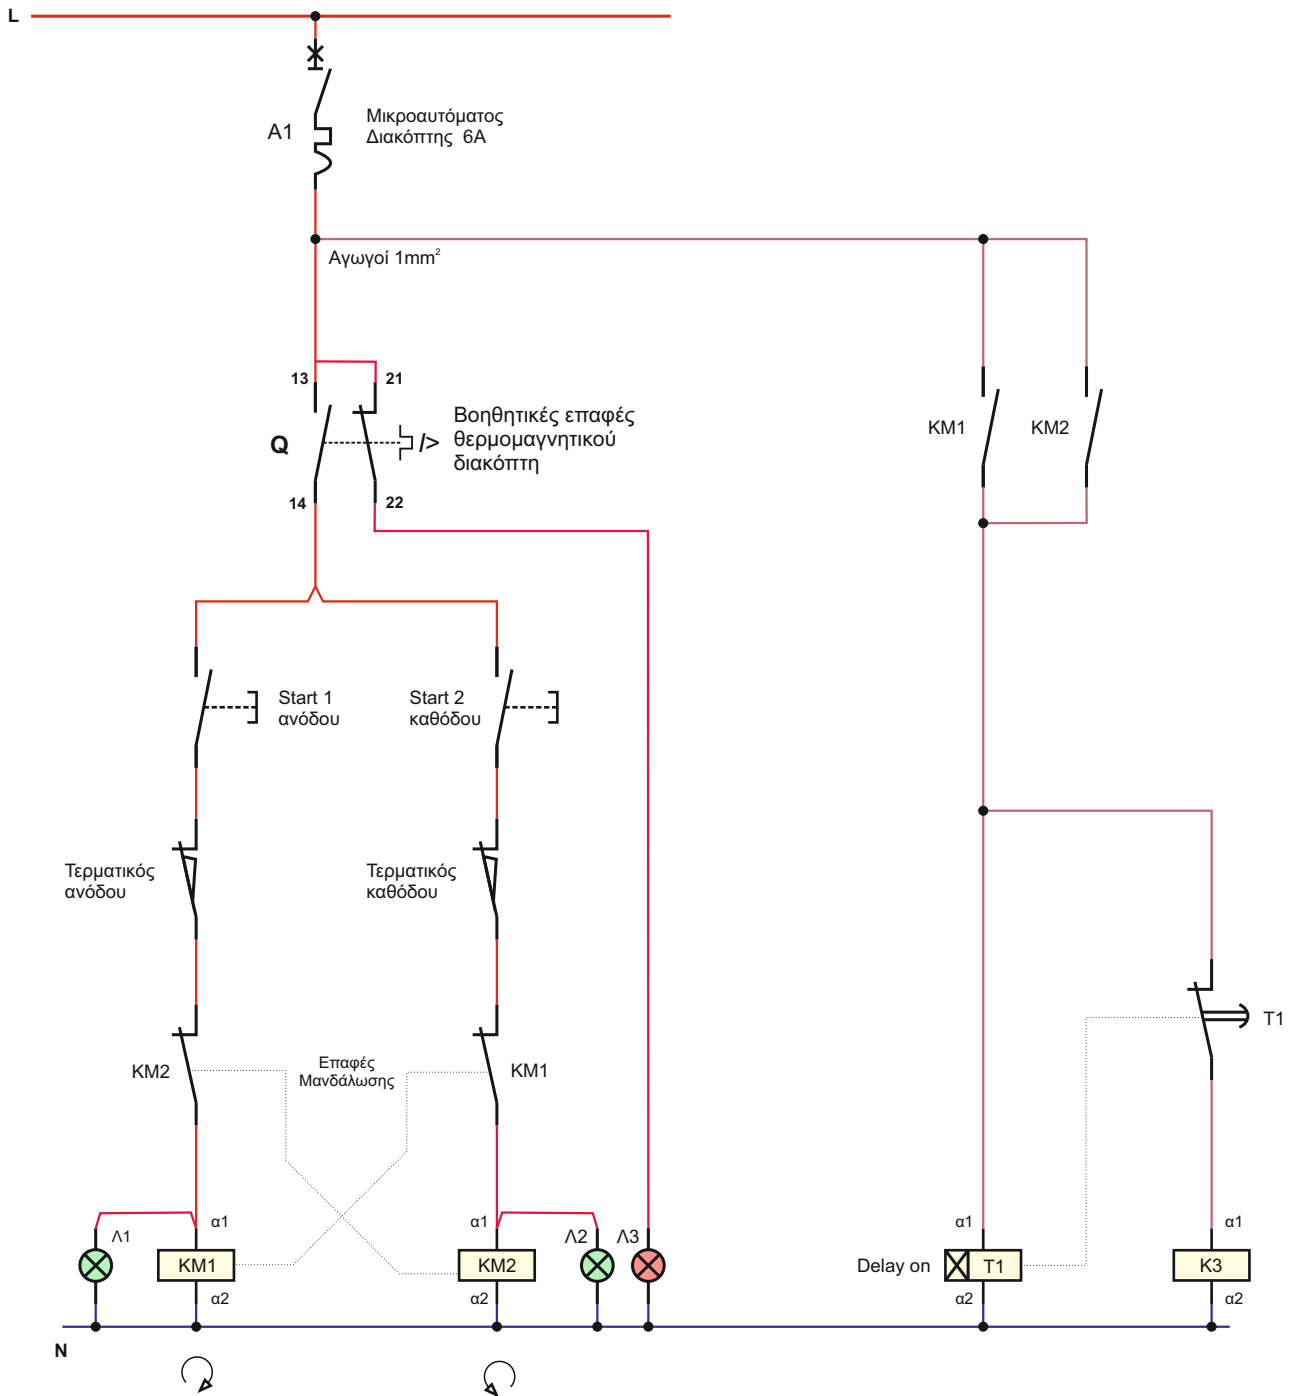 L
A1
Μικροαυτόματος
Διακόπτης 6Α
Αγωγοί 1mm²
13
21
Q
/>
Βοηθητικές επαφές
θερμομαγνητικού
διακόπτη
14
22
KM1
KM2
Start 1
ανόδου
Start 2
καθόδου
Τερματικός
ανόδου
Τερματικός
καθόδου
T1
KM2
Επαφές
Μανδάλωσης
KM1
Λ1
α1
α1
Λ2
Λ3
α1
α1
KM1
KM2
Delay on
T1
K3
α2
α2
α2
α2
N